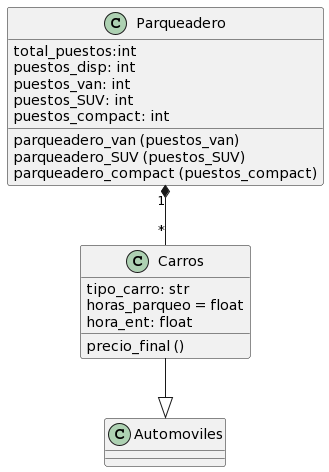 C Parqueadero
total_puestos:int
puestos_disp: int
puestos_van: int
puestos_SUV: int
puestos_compact: int
parqueadero_van (puestos_van)
parqueadero_SUV (puestos_SUV)
parqueadero_compact (puestos_compact)
1
*
C Carros
tipo_carro: str
horas_parqueo = float
hora_ent: float
precio_final ()
C Automoviles